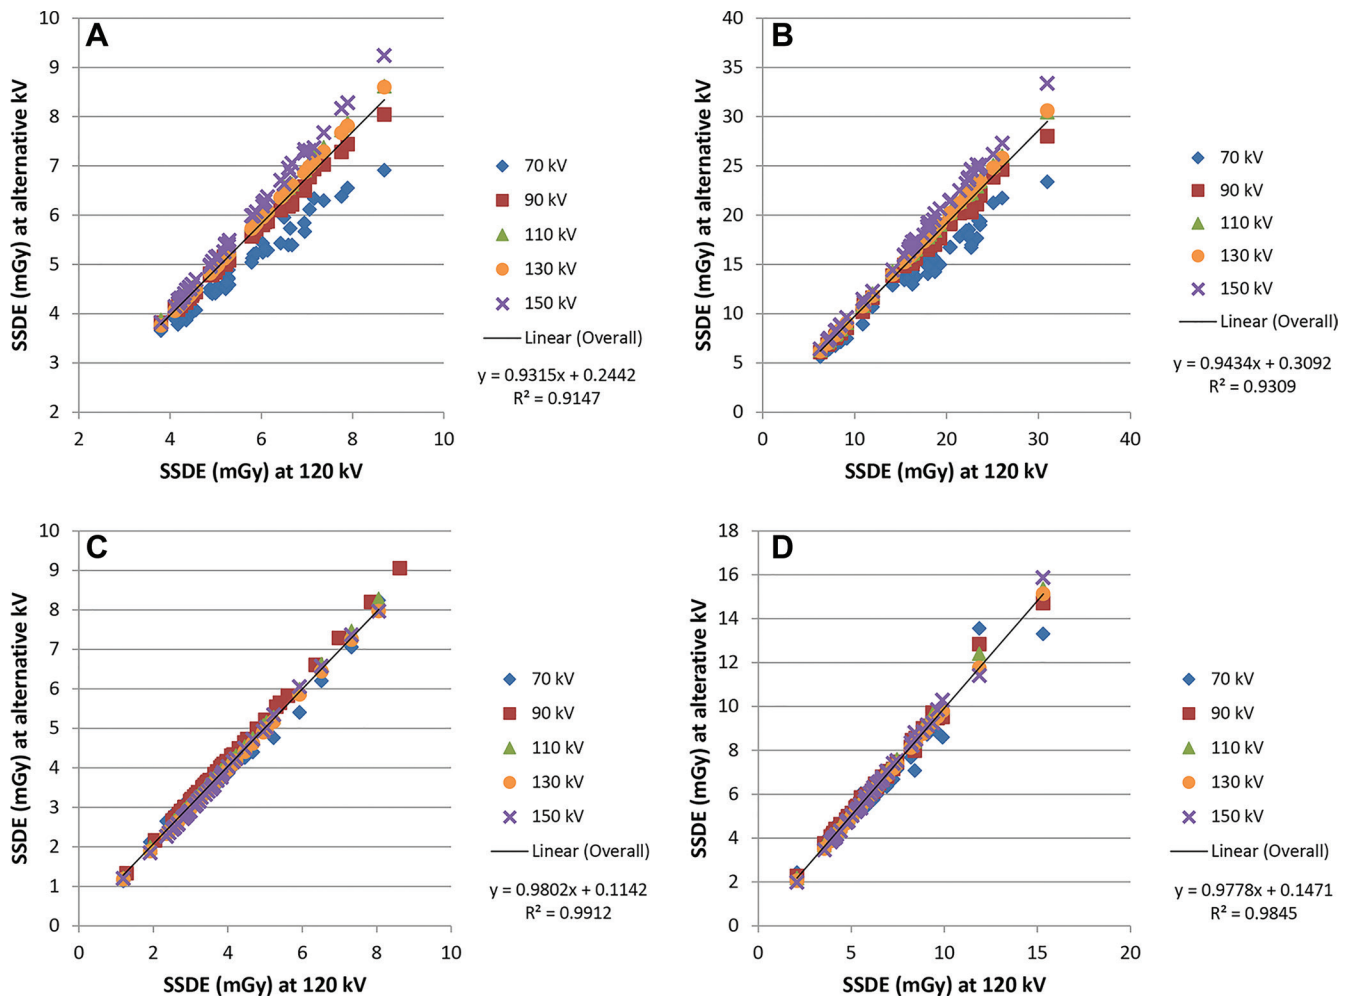 A
SSDE (mGy) at alternative kV
10
9
8
7
6
5
4
3
2
2 4 6 8 10
SSDE (mGy) at 120 kV
70 kV
90 kV
110 kV
130 kV
150 kV
Linear (Overall)
y = 0.9315x + 0.2442
R² = 0.9147
B
SSDE (mGy) at alternative kV
40
35
30
25
20
15
10
5
0
0 10 20 30 40
SSDE (mGy) at 120 kV
70 kV
90 kV
110 kV
130 kV
150 kV
Linear (Overall)
y = 0.9434x + 0.3092
R² = 0.9309
C
SSDE (mGy) at alternative kV
10
9
8
7
6
5
4
3
2
1
0
0 2 4 6 8 10
SSDE (mGy) at 120 kV
70 kV
90 kV
110 kV
130 kV
150 kV
Linear (Overall)
y = 0.9802x + 0.1142
R² = 0.9912
D
SSDE (mGy) at alterative kV
18
16
14
12
10
8
6
4
2
0
0 5 10 15 20
SSDE (mGy) at 120 kV
70 kV
90 kV
110 kV
130 kV
150 kV
Linear (Overall)
y = 0.9778x + 0.1471
R² = 0.9845